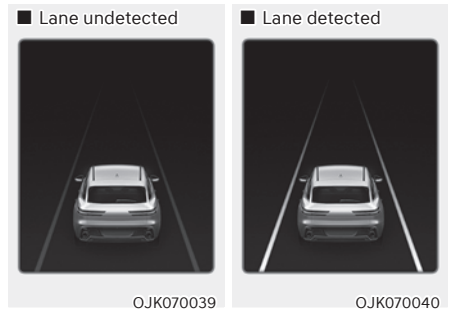 ■ Lane undetected
■ Lane detected
OJK070039
OJK070040